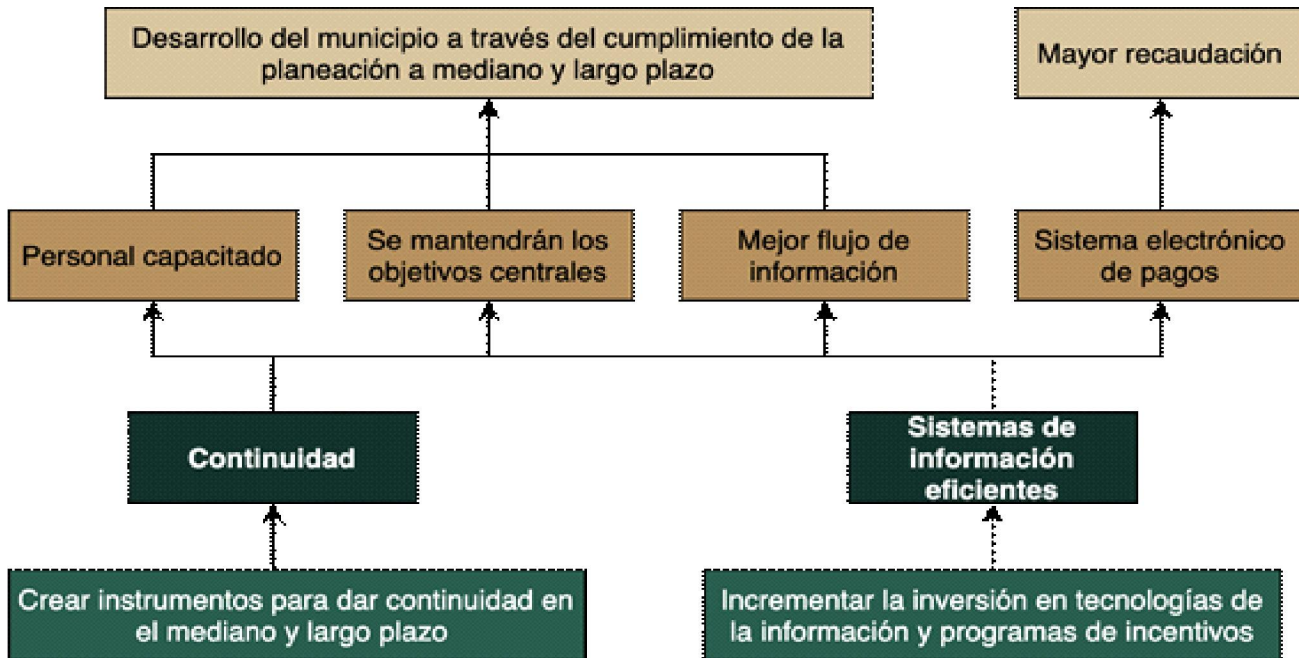 Desarrollo del municipio a través del cumplimiento de la
planeación a mediano y largo plazo
Mayor recaudación
Personal capacitado
Se mantendrán los
objetivos centrales
Mejor flujo de
información
Sistema electrónico
de pagos
Continuidad
Sistemas de
información
eficientes
Crear instrumentos para dar continuidad en
el mediano y largo plazo
Incrementar la inversión en tecnologías de
la información y programas de incentivos